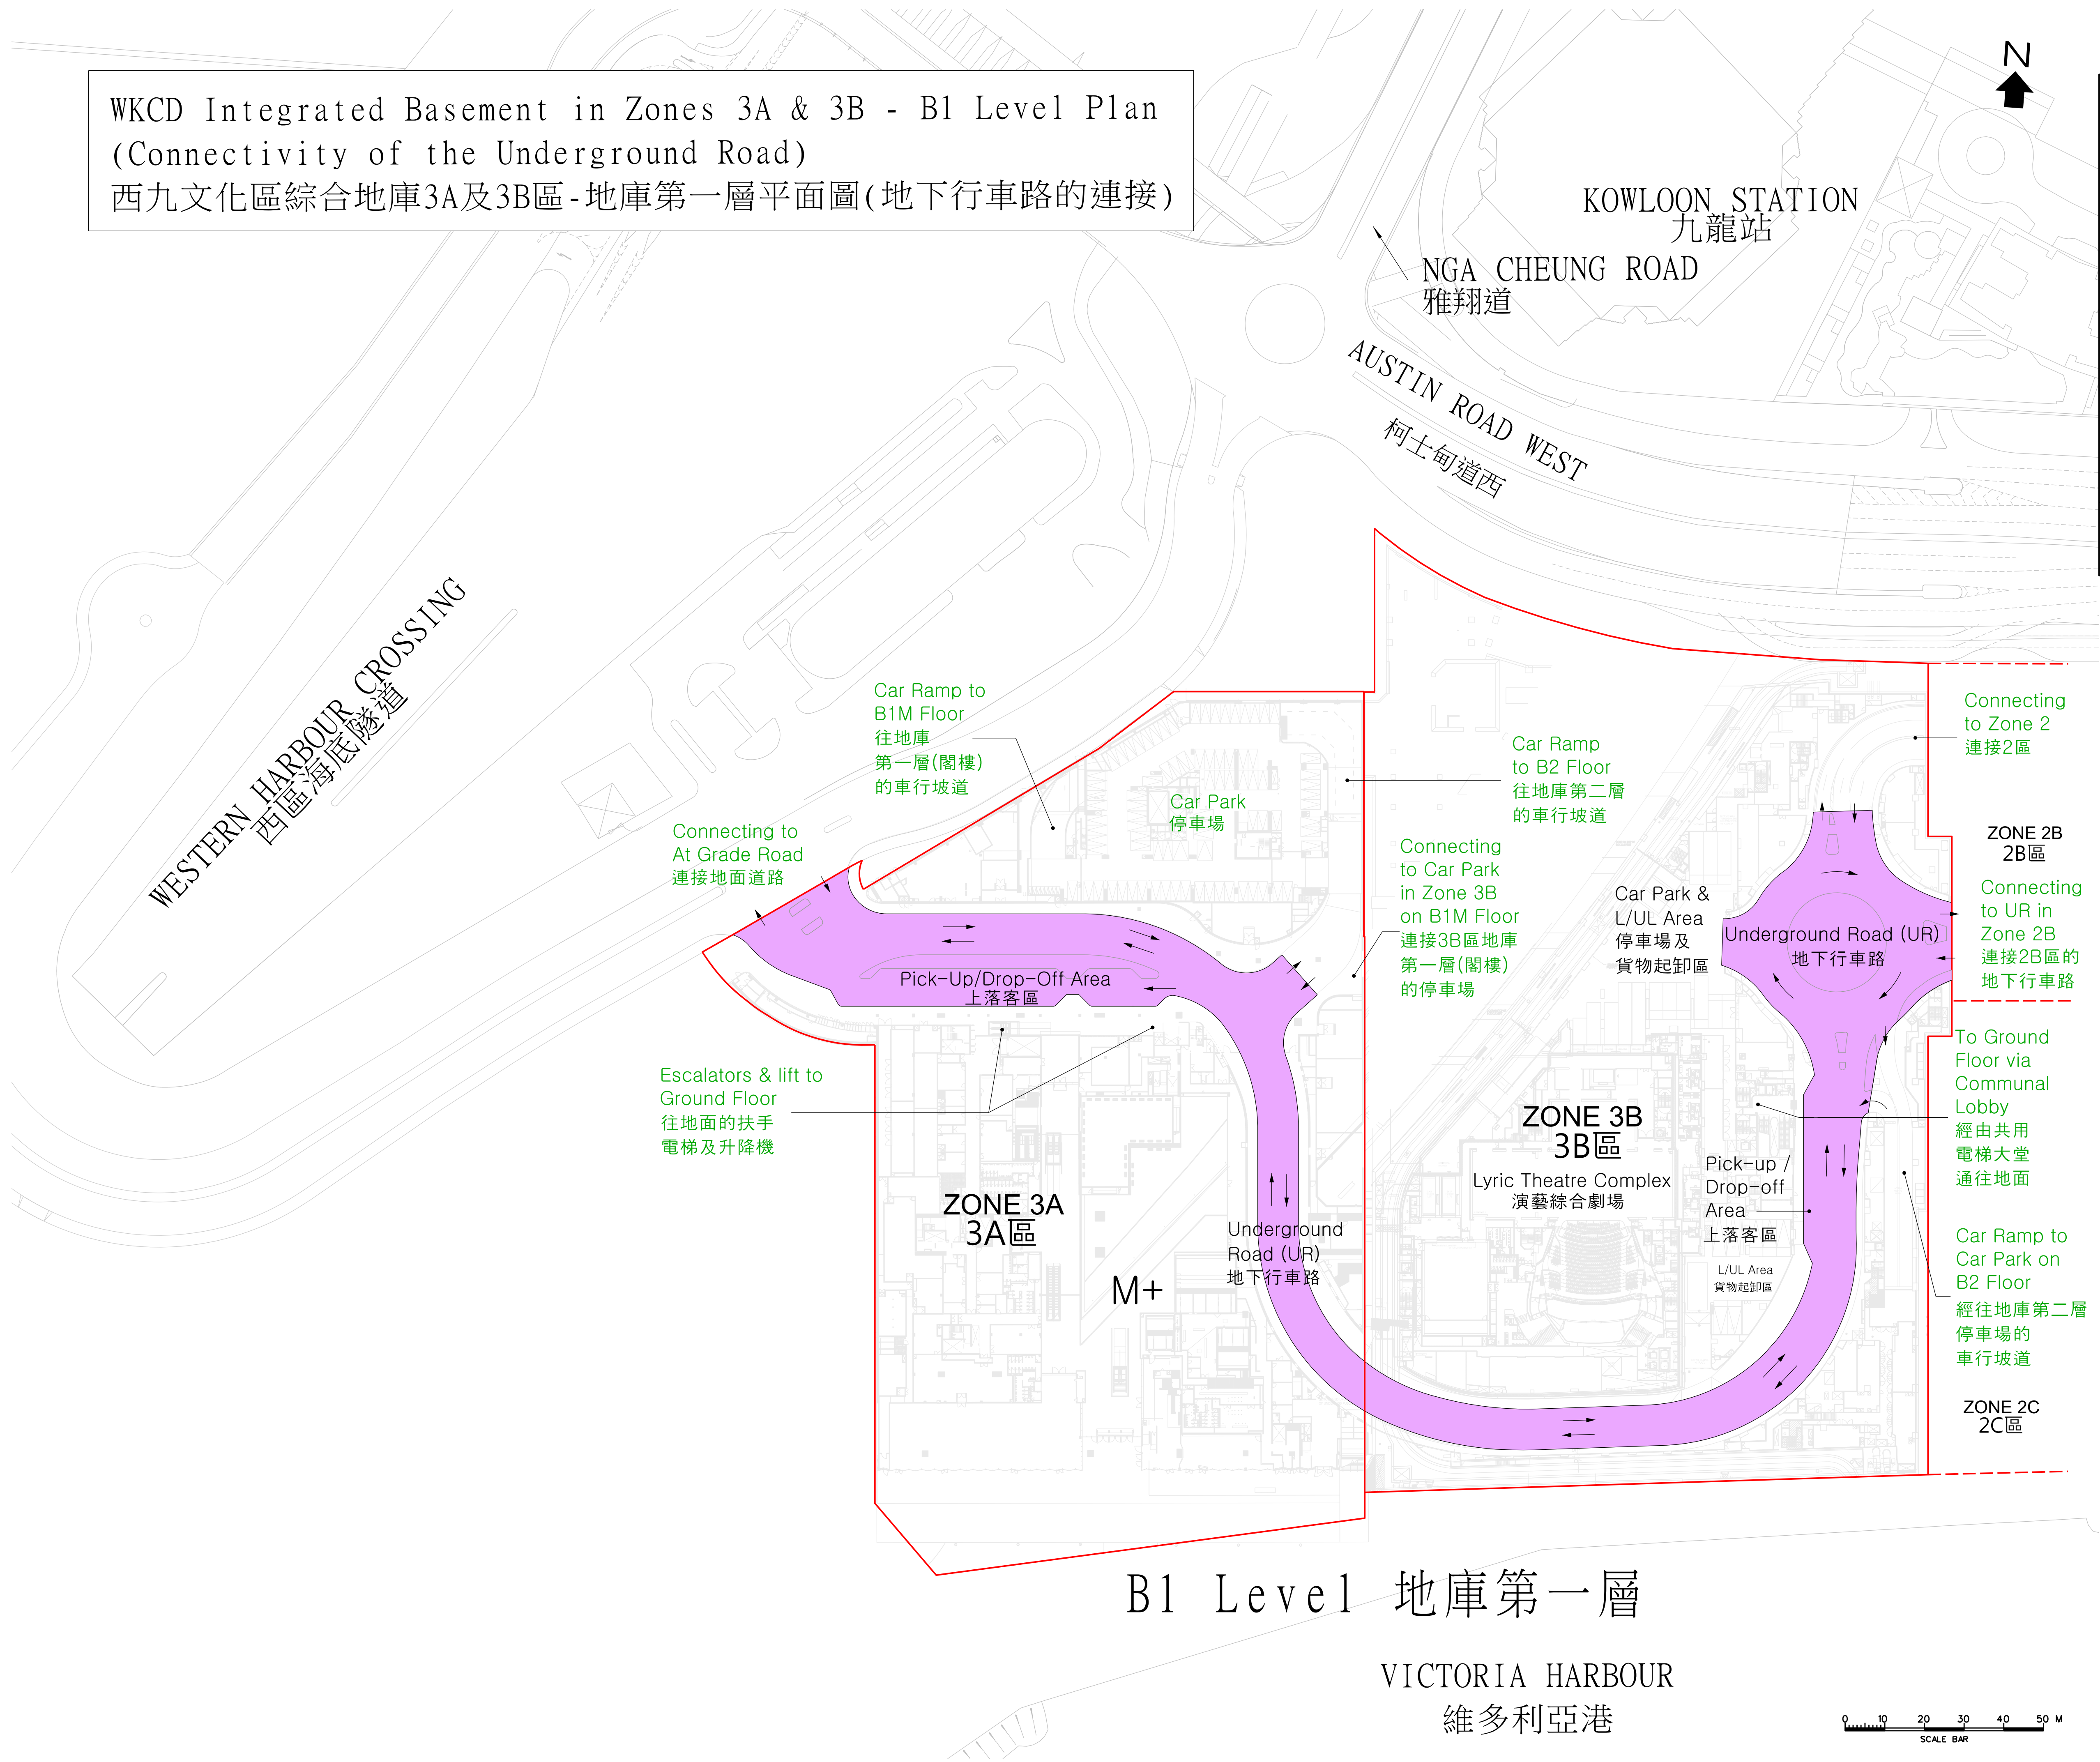 WKCD Integrated Basement in Zones 3A & 3B - B1 Level Plan
(Connectivity of the Underground Road)
西九文化區綜合地庫3A及3B區-地庫第一層平面圖(地下行車路的連接)
N
KOWLOON STATION
九龍站
NGA CHEUNG ROAD
雅翔道
AUSTIN ROAD WEST
柯士甸道西
WESTERN HARBOUR CROSSING
西區海底隧道
Car Ramp to
B1M Floor
往地庫
第一層(閣樓)
的車行坡道
Car Park
停車場
Car Ramp
to B2 Floor
往地庫第二層
的車行坡道
Connecting
to Zone 2
連接2區
Connecting to
At Grade Road
連接地面道路
Connecting
to Car Park
in Zone 3B
on B1M Floor
連接3B區地庫
第一層(閣樓)
的停車場
ZONE 2B
2B區
Car Park &
L/UL Area
停車場及
貨物起卸區
Underground Road (UR)
地下行車路
Connecting
to UR in
Zone 2B
連接2B區的
地下行車路
Pick-Up/Drop-Off Area
上落客區
Escalators & lift to
Ground Floor
往地面的扶手
電梯及升降機
To Ground
Floor via
Communal
Lobby
經由共用
電梯大堂
通往地面
ZONE 3B
3B區
Lyric Theatre Complex
演藝綜合劇場
Pick-up /
Drop-off
Area
上落客區
L/UL Area
貨物起卸區
ZONE 3A
3A區
M+
Underground
Road (UR)
地下行車路
Car Ramp to
Car Park on
B2 Floor
經往地庫第二層
停車場的
車行坡道
ZONE 2C
2C區
B1 Level 地庫第一層
VICTORIA HARBOUR
維多利亞港
0 10 20 30 40 50 M
SCALE BAR